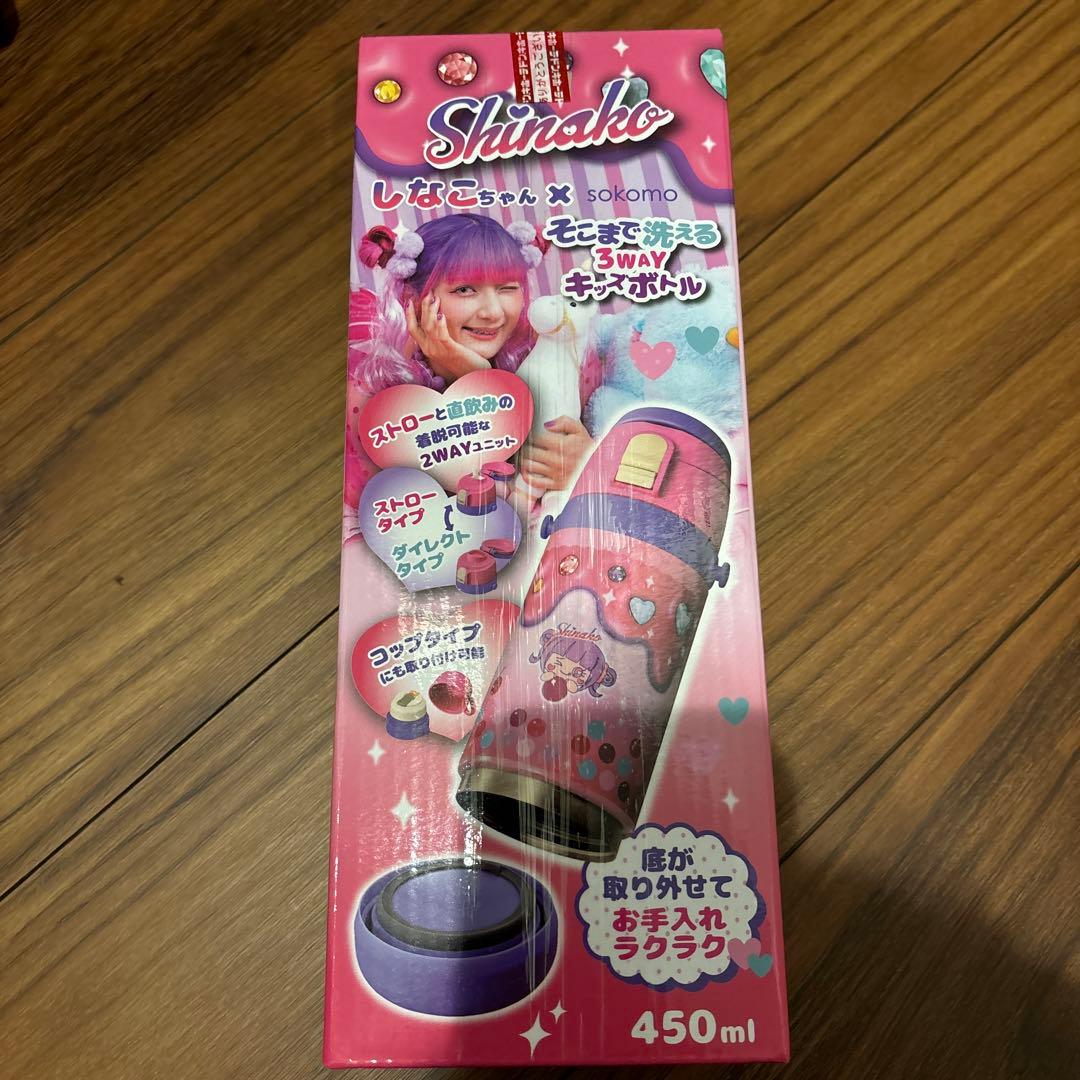 Shinako
しなこちゃん × sokomo
そこまで洗える
3WAY
キッズボトル
ストローと直飲みの
着脱可能な
2WAYユニット
ストロー
タイプ
ダイレクト
タイプ
コップタイプ
にも取り付け可能
Shinako
底が
取り外せて
お手入れ
ラクラク
450ml